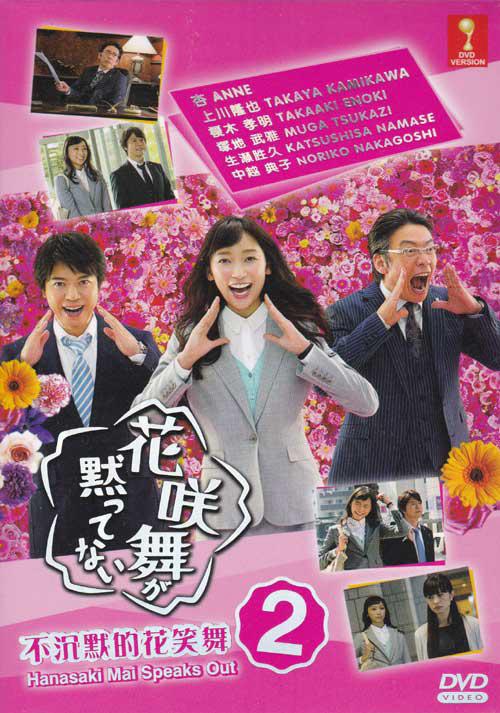 DVD
VERSION
杏 ANNE
上川隆也 TAKAYA KAMIKAWA
榎木 孝明 TAKAAKI ENOKI
塚地 武雅 MUGA TSUKAZI
生瀬胜久 KATSUSHISA NAMASE
中越 典子 NORIKO NAKAGOSHI
花咲舞が
黙ってない
不沉默的花笑舞
Hanasaki Mai Speaks Out
2
DVD
VIDEO